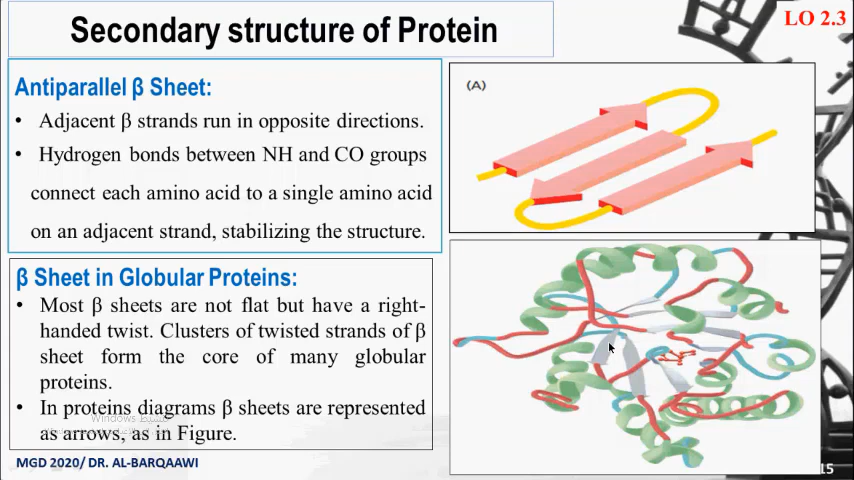 Secondary structure of Protein
LO 2.3
Antiparallel β Sheet:
• Adjacent β strands run in opposite directions.
• Hydrogen bonds between NH and CO groups
connect each amino acid to a single amino acid
on an adjacent strand, stabilizing the structure.
(A)
β Sheet in Globular Proteins:
• Most β sheets are not flat but have a right-
handed twist. Clusters of twisted strands of β
sheet form the core of many globular
proteins.
• In proteins diagrams β sheets are represented
as arrows, as in Figure.
تنشيط Windows
MGD 2020/ DR. AL-BARQAAWI
15